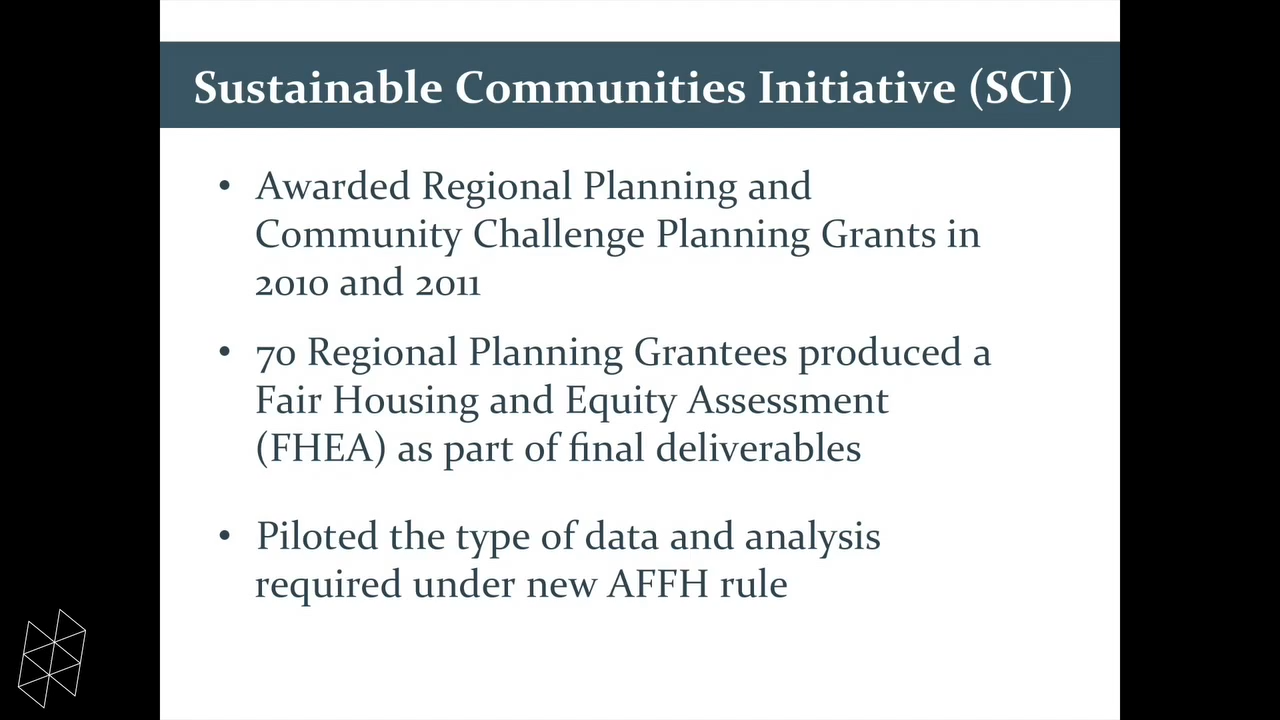 Sustainable Communities Initiative (SCI)
• Awarded Regional Planning and
Community Challenge Planning Grants in
2010 and 2011
• 70 Regional Planning Grantees produced a
Fair Housing and Equity Assessment
(FHEA) as part of final deliverables
• Piloted the type of data and analysis
required under new AFFH rule